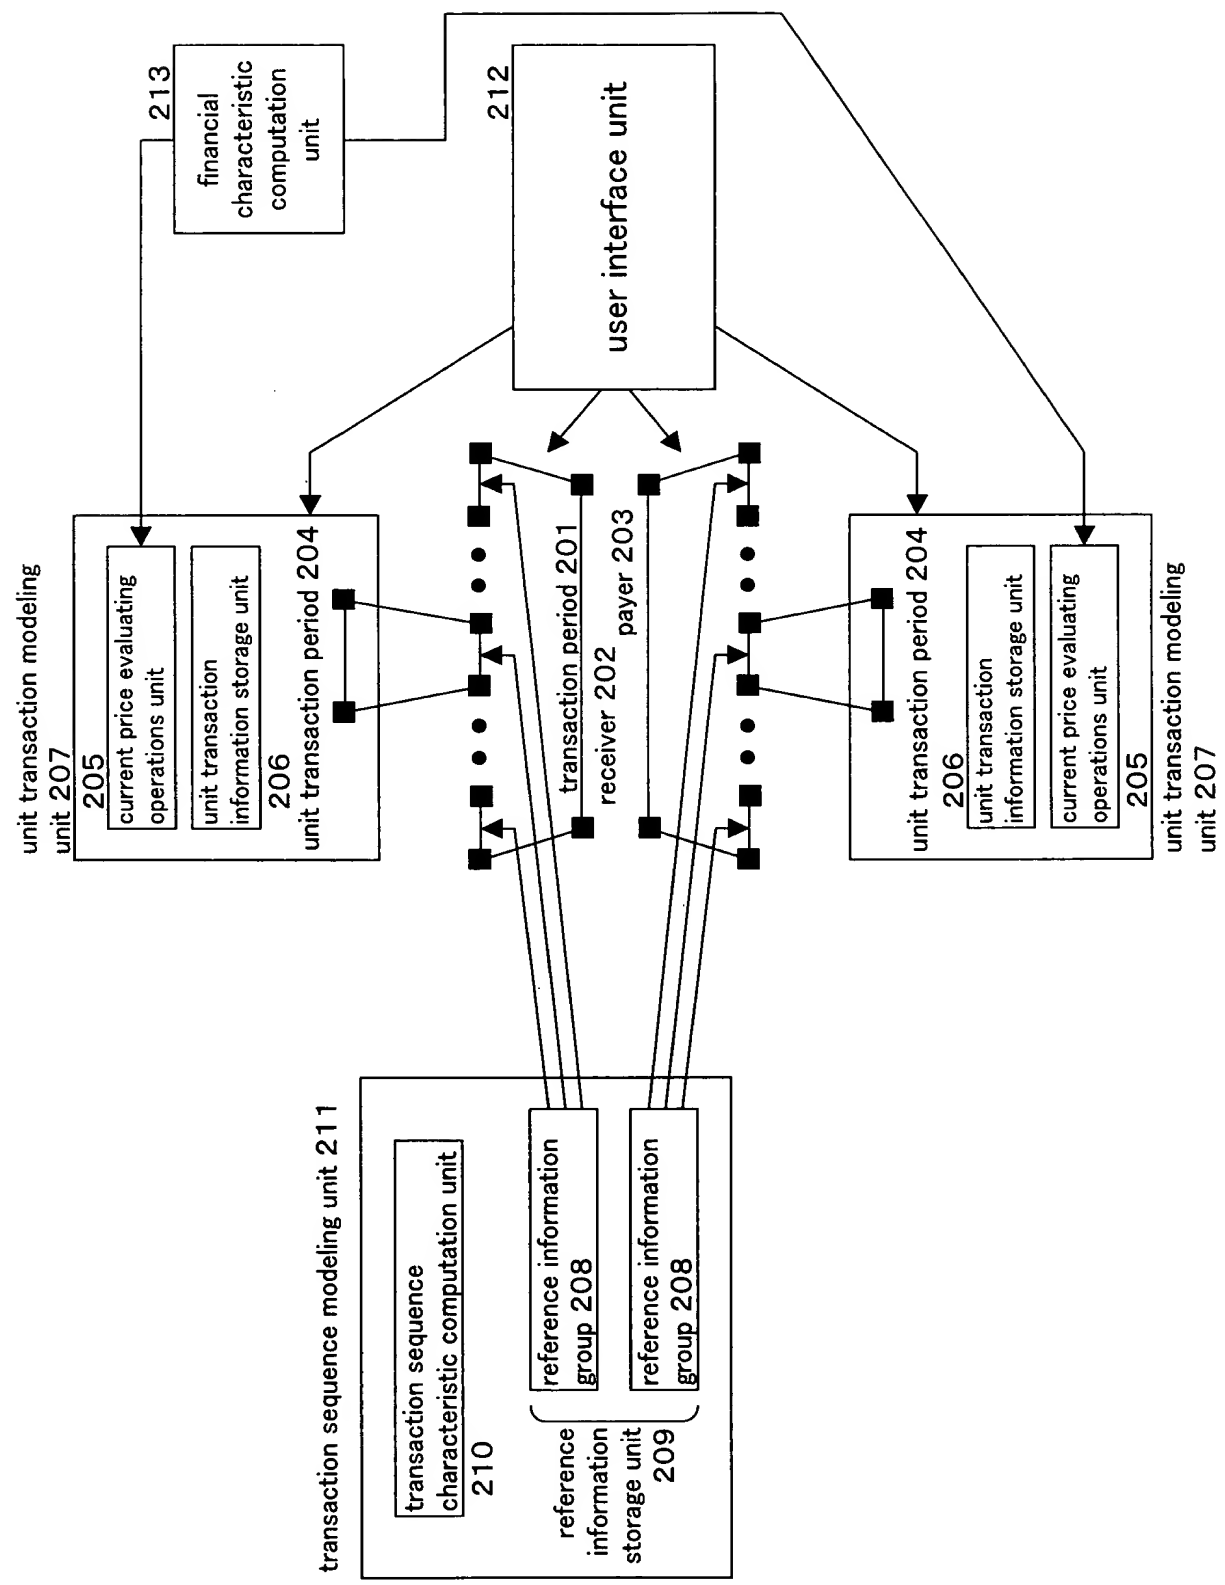 transaction sequence modeling unit 211
transaction sequence
characteristic computation unit
210
reference information
group 208
reference information
group 208
reference
information
storage unit
209
unit transaction modeling
unit 207
205
current price evaluating
operations unit
unit transaction
information storage unit
206
unit transaction period 204
transaction period 201
receiver 202
payer 203
unit transaction period 204
206
unit transaction
information storage unit
current price evaluating
operations unit
205
unit transaction modeling
unit 207
213
financial
characteristic
computation
unit
212
user interface unit